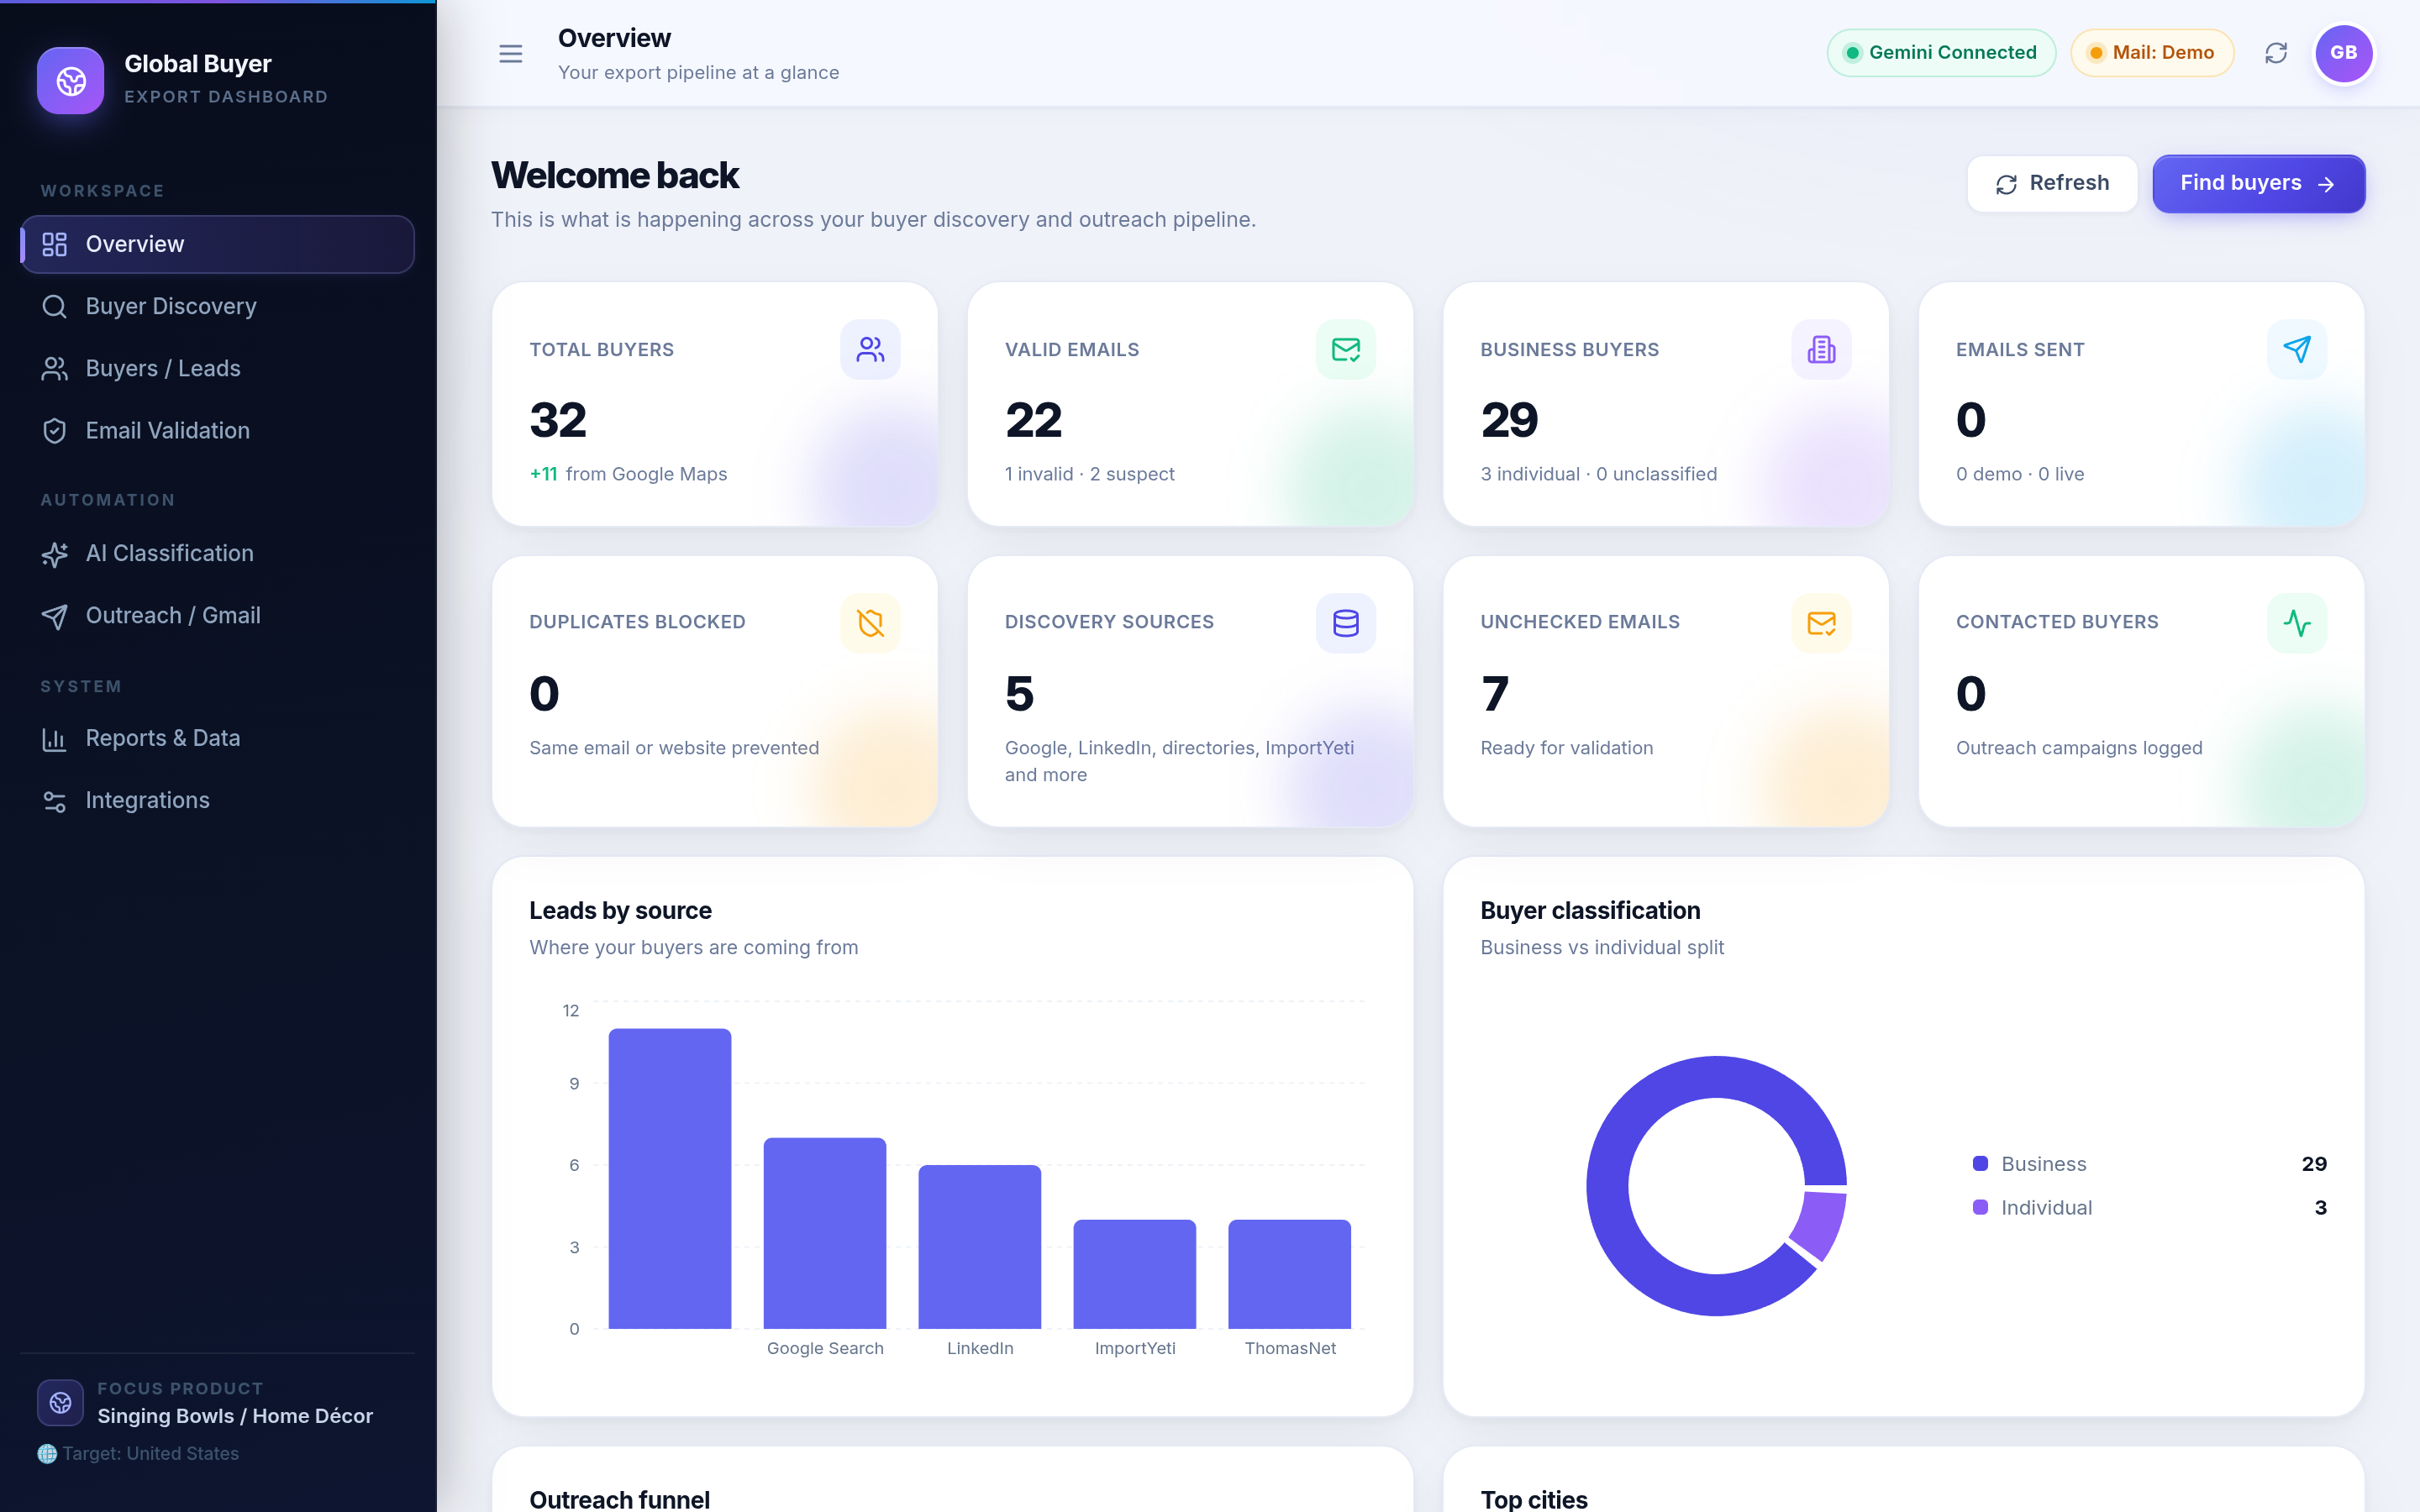 Global Buyer
EXPORT DASHBOARD
WORKSPACE
Overview
Buyer Discovery
Buyers / Leads
Email Validation
AUTOMATION
AI Classification
Outreach / Gmail
SYSTEM
Reports & Data
Integrations
FOCUS PRODUCT
Singing Bowls / Home Décor
Target: United States
Overview
Your export pipeline at a glance
Gemini Connected
Mail: Demo
GB
Welcome back
This is what is happening across your buyer discovery and outreach pipeline.
Refresh
Find buyers
TOTAL BUYERS
32
+11 from Google Maps
VALID EMAILS
22
1 invalid · 2 suspect
BUSINESS BUYERS
29
3 individual · 0 unclassified
EMAILS SENT
0
0 demo · 0 live
DUPLICATES BLOCKED
0
Same email or website prevented
DISCOVERY SOURCES
5
Google, LinkedIn, directories, ImportYeti
and more
UNCHECKED EMAILS
7
Ready for validation
CONTACTED BUYERS
0
Outreach campaigns logged
Leads by source
Where your buyers are coming from
12
9
6
3
0
Google Search
LinkedIn
ImportYeti
ThomasNet
Buyer classification
Business vs individual split
Business 29
Individual 3
Outreach funnel
Top cities